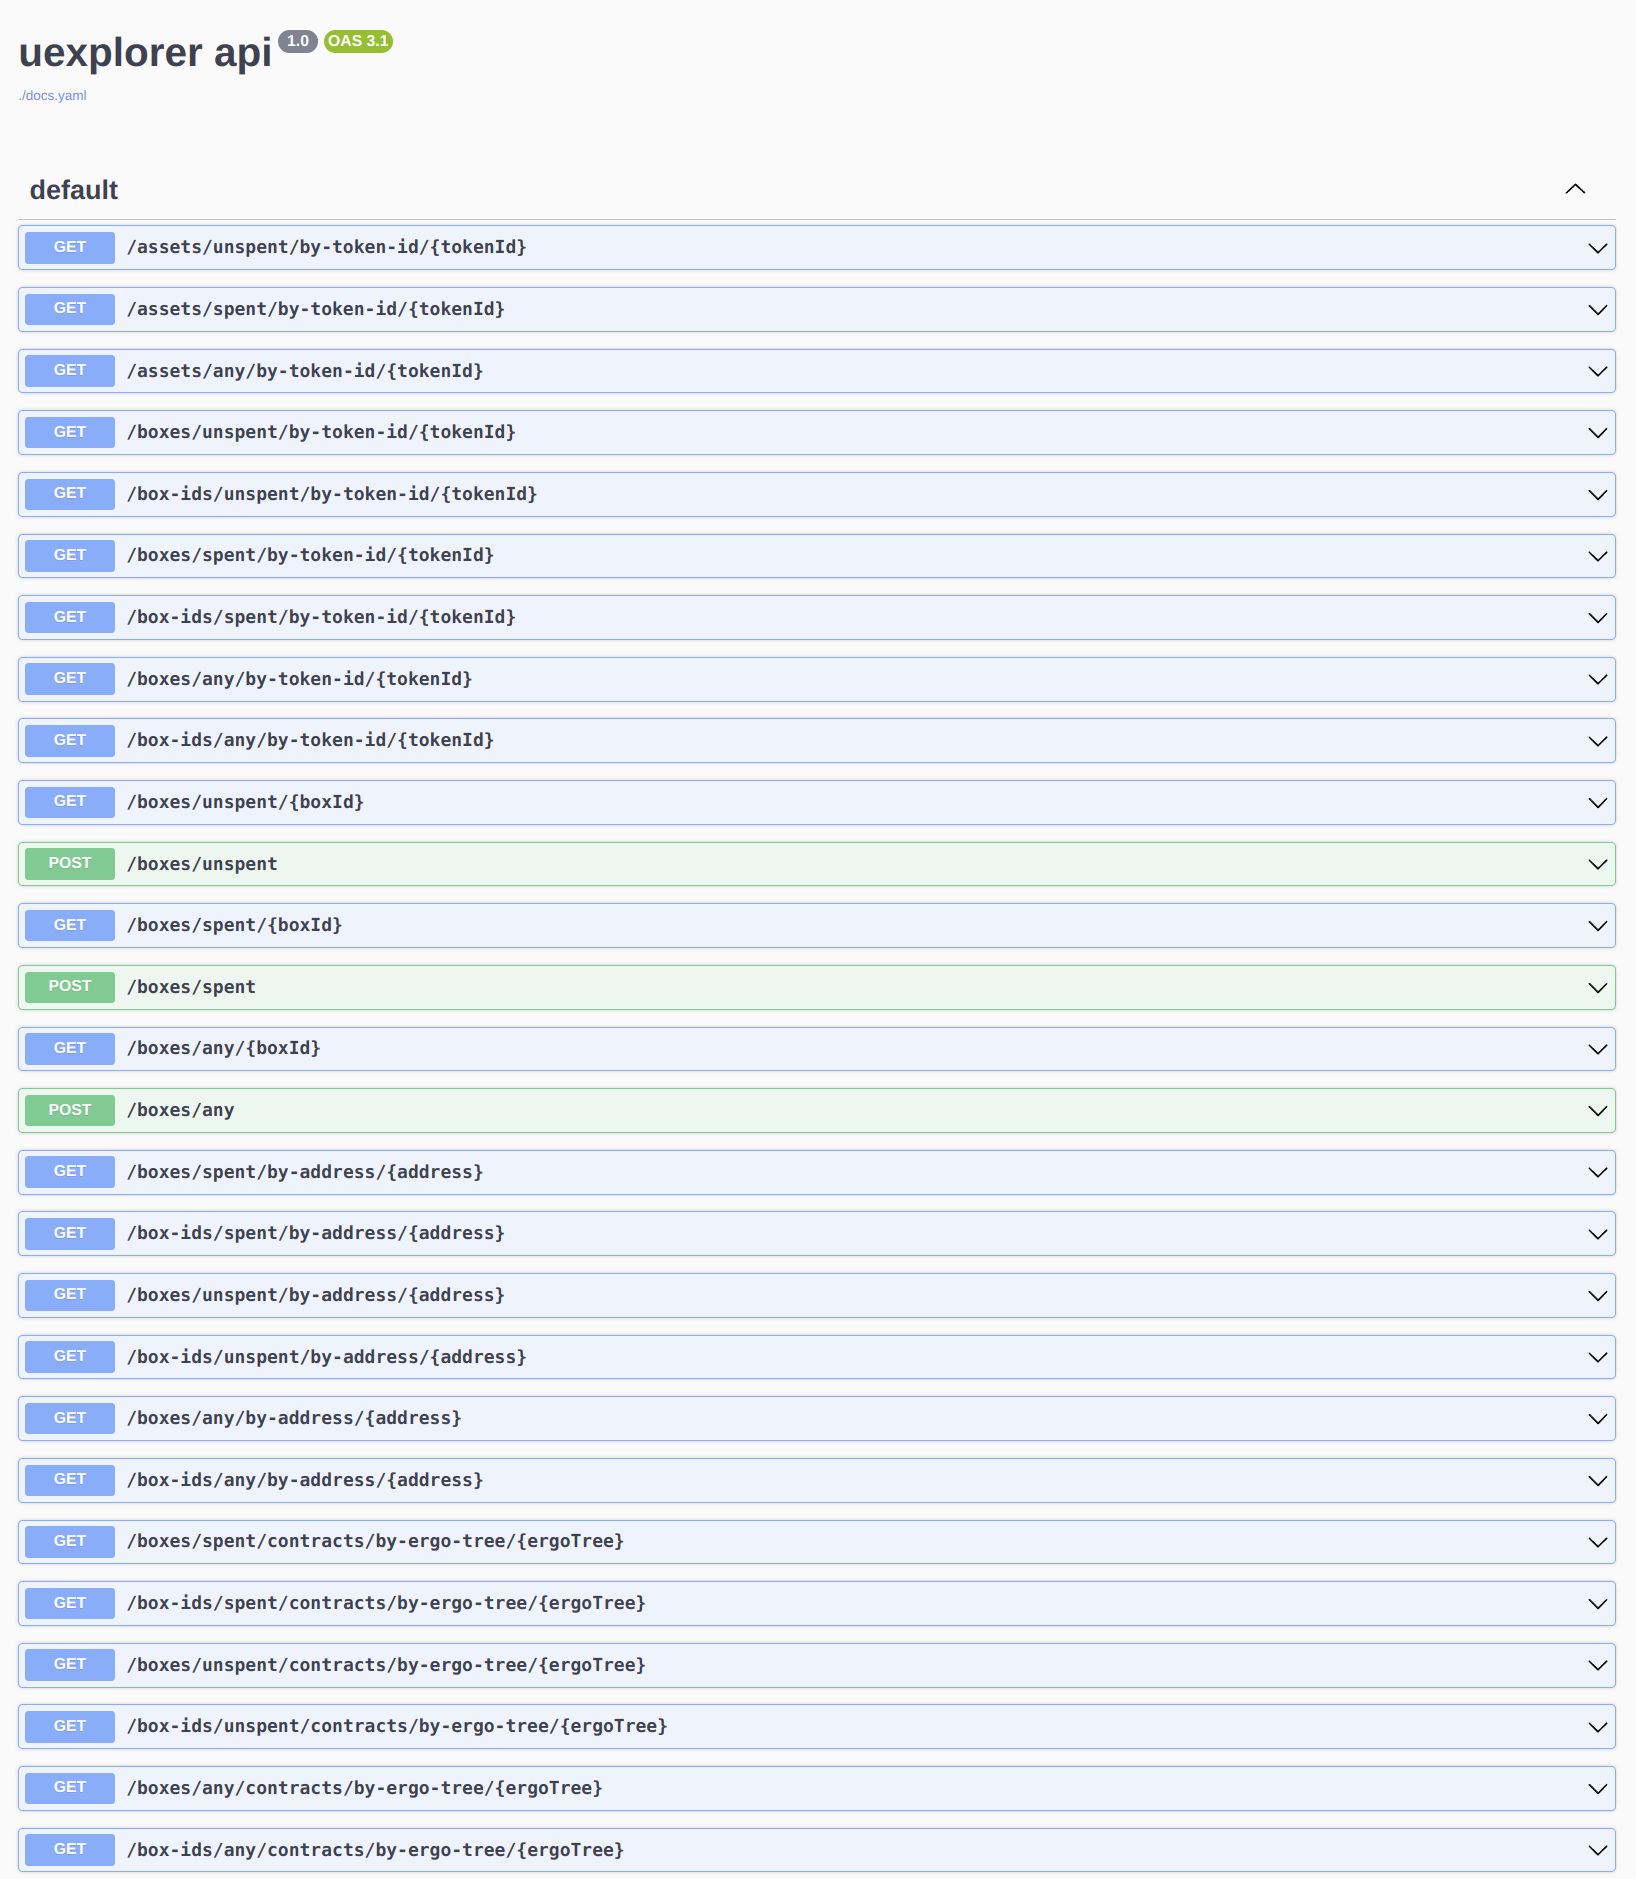 uexplorer api 1.0 OAS 3.1
./docs.yaml
default
GET /assets/unspent/by-token-id/{tokenId}
GET /assets/spent/by-token-id/{tokenId}
GET /assets/any/by-token-id/{tokenId}
GET /boxes/unspent/by-token-id/{tokenId}
GET /box-ids/unspent/by-token-id/{tokenId}
GET /boxes/spent/by-token-id/{tokenId}
GET /box-ids/spent/by-token-id/{tokenId}
GET /boxes/any/by-token-id/{tokenId}
GET /box-ids/any/by-token-id/{tokenId}
GET /boxes/unspent/{boxId}
POST /boxes/unspent
GET /boxes/spent/{boxId}
POST /boxes/spent
GET /boxes/any/{boxId}
POST /boxes/any
GET /boxes/spent/by-address/{address}
GET /box-ids/spent/by-address/{address}
GET /boxes/unspent/by-address/{address}
GET /box-ids/unspent/by-address/{address}
GET /boxes/any/by-address/{address}
GET /box-ids/any/by-address/{address}
GET /boxes/spent/contracts/by-ergo-tree/{ergoTree}
GET /box-ids/spent/contracts/by-ergo-tree/{ergoTree}
GET /boxes/unspent/contracts/by-ergo-tree/{ergoTree}
GET /box-ids/unspent/contracts/by-ergo-tree/{ergoTree}
GET /boxes/any/contracts/by-ergo-tree/{ergoTree}
GET /box-ids/any/contracts/by-ergo-tree/{ergoTree}